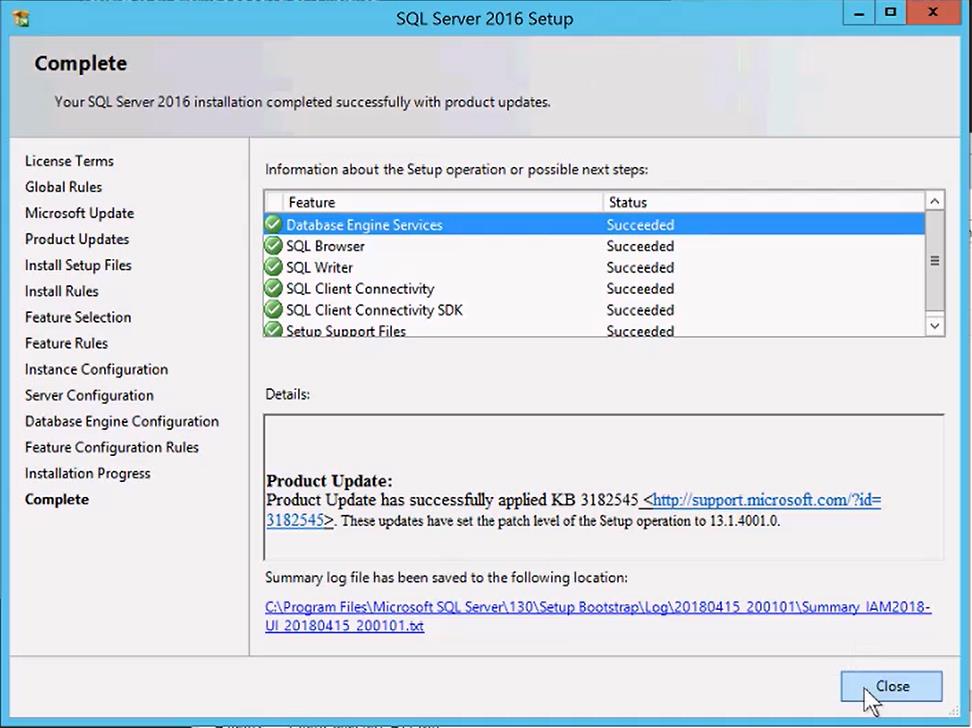 SQL Server 2016 Setup
Complete
Your SQL Server 2016 installation completed successfully with product updates.
License Terms
Global Rules
Microsoft Update
Product Updates
Install Setup Files
Install Rules
Feature Selection
Feature Rules
Instance Configuration
Server Configuration
Database Engine Configuration
Feature Configuration Rules
Installation Progress
Complete
Information about the Setup operation or possible next steps:
Feature Status
Database Engine Services Succeeded
SQL Browser Succeeded
SQL Writer Succeeded
SQL Client Connectivity Succeeded
SQL Client Connectivity SDK Succeeded
Setup Support Files Succeeded
Details:
Product Update:
Product Update has successfully applied KB 3182545 <http://support.microsoft.com/?id=
3182545>. These updates have set the patch level of the Setup operation to 13.1.4001.0.
Summary log file has been saved to the following location:
C:\Program Files\Microsoft SQL Server\130\Setup Bootstrap\Log\20180415_200101\Summary_IAM2018-
UI_20180415_200101.txt
Close